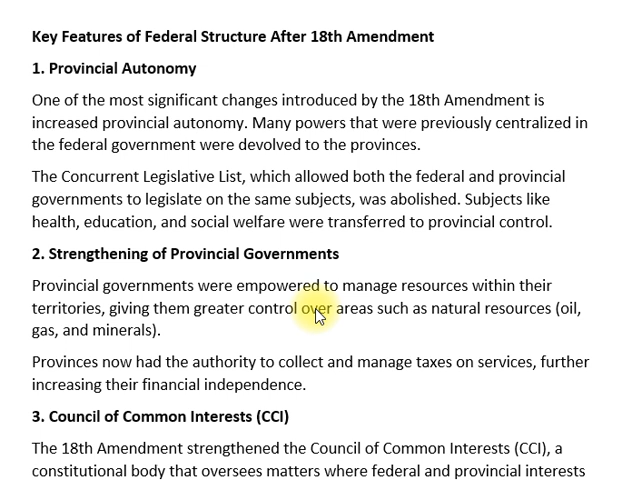 Key Features of Federal Structure After 18th Amendment
1. Provincial Autonomy
One of the most significant changes introduced by the 18th Amendment is
increased provincial autonomy. Many powers that were previously centralized in
the federal government were devolved to the provinces.
The Concurrent Legislative List, which allowed both the federal and provincial
governments to legislate on the same subjects, was abolished. Subjects like
health, education, and social welfare were transferred to provincial control.
2. Strengthening of Provincial Governments
Provincial governments were empowered to manage resources within their
territories, giving them greater control over areas such as natural resources (oil,
gas, and minerals).
Provinces now had the authority to collect and manage taxes on services, further
increasing their financial independence.
3. Council of Common Interests (CCI)
The 18th Amendment strengthened the Council of Common Interests (CCI), a
constitutional body that oversees matters where federal and provincial interests